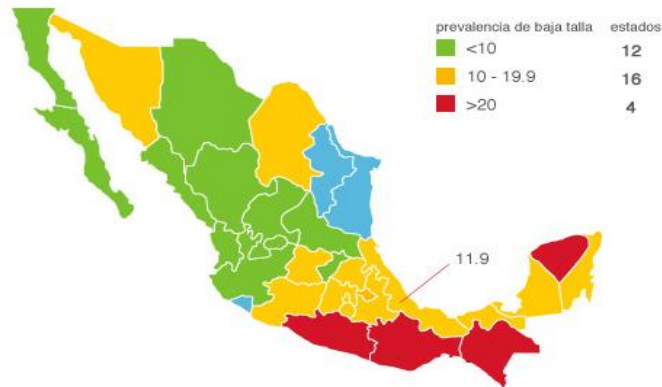 prevalencia de baja talla estados
<10 12
10 - 19.9 16
>20 4
11.9